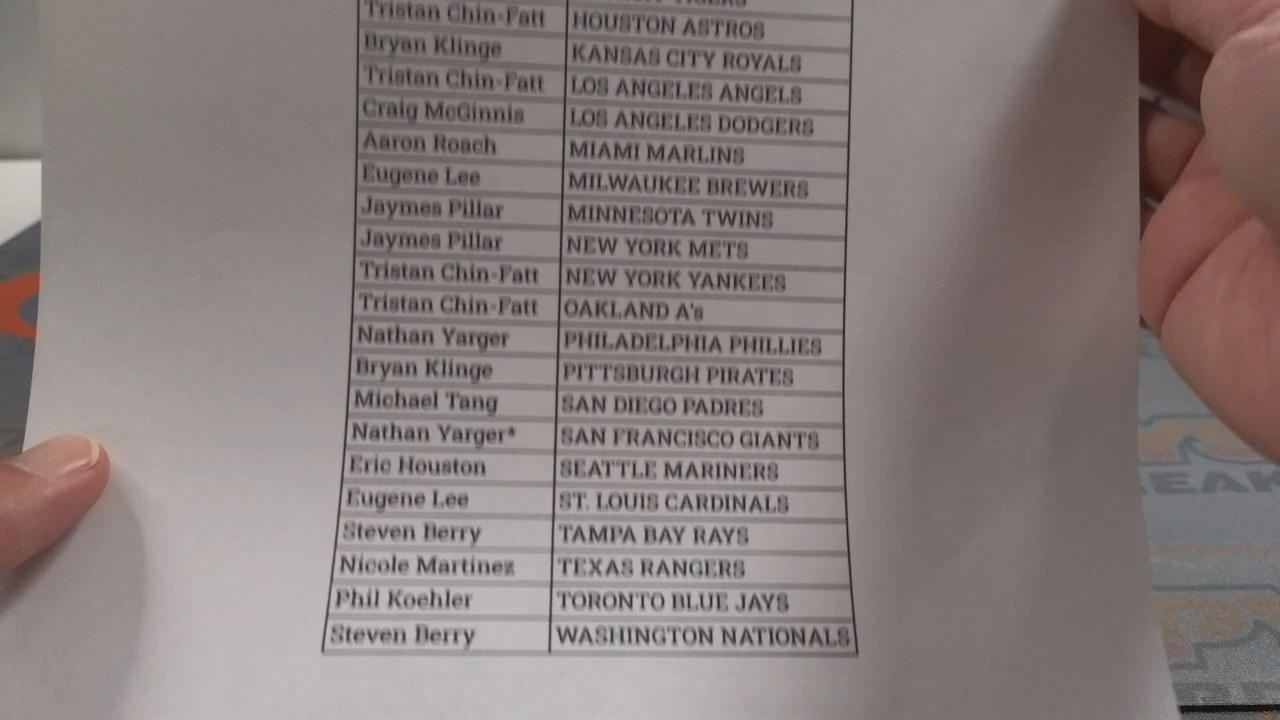 TIGERS
Tristan Chin-Fatt HOUSTON ASTROS
Bryan Klinge KANSAS CITY ROYALS
Tristan Chin-Fatt LOS ANGELES ANGELS
Craig McGinnis LOS ANGELES DODGERS
Aaron Roach MIAMI MARLINS
Eugene Lee MILWAUKEE BREWERS
Jaymes Pillar MINNESOTA TWINS
Jaymes Pillar NEW YORK METS
Tristan Chin-Fatt NEW YORK YANKEES
Tristan Chin-Fatt OAKLAND A's
Nathan Yarger PHILADELPHIA PHILLIES
Bryan Klinge PITTSBURGH PIRATES
Michael Tang SAN DIEGO PADRES
Nathan Yarger* SAN FRANCISCO GIANTS
Eric Houston SEATTLE MARINERS
Eugene Lee ST. LOUIS CARDINALS
Steven Berry TAMPA BAY RAYS
Nicole Martinez TEXAS RANGERS
Phil Koehler TORONTO BLUE JAYS
Steven Berry WASHINGTON NATIONALS